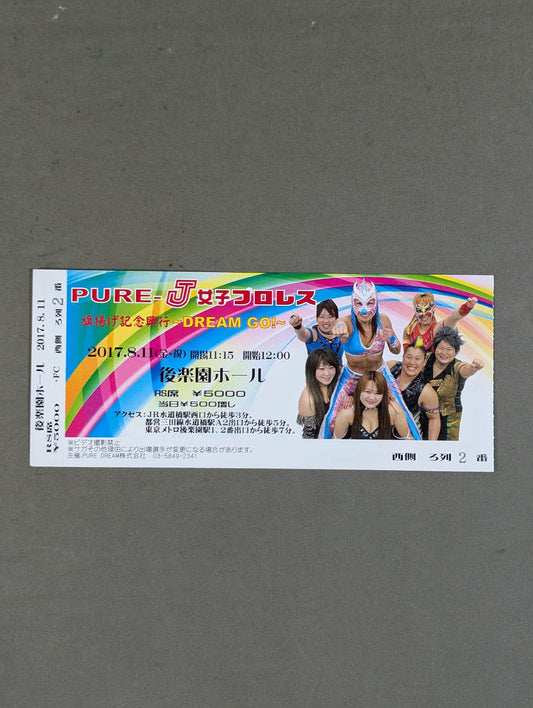 後楽園ホール 2017.8.11
RS席
¥5000 ・FC 西側 ろ列 2 番
PURE-J 女子プロレス
旗揚げ記念興行～DREAM GO!～
2017.8.11(金・祝) 開場11:15 開始12:00
後楽園ホール
RS席 ¥5000
当日¥500増し
アクセス：JR水道橋駅西口から徒歩3分。
都営三田線水道橋駅A2出口から徒歩5分。
東京メトロ後楽園駅1、2番出口から徒歩7分。
※ビデオ撮影禁止
※ケガその他理由により出場選手が変更になる場合があります。
主催:PURE DREAM株式会社 03-5849-2341
西側 ろ列 2 番